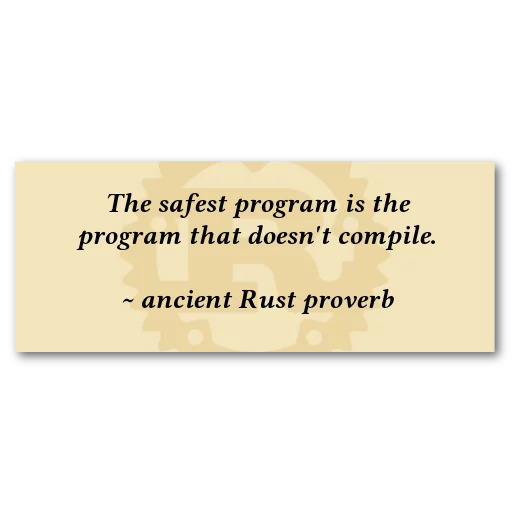 The safest program is the
program that doesn't compile.
~ ancient Rust proverb